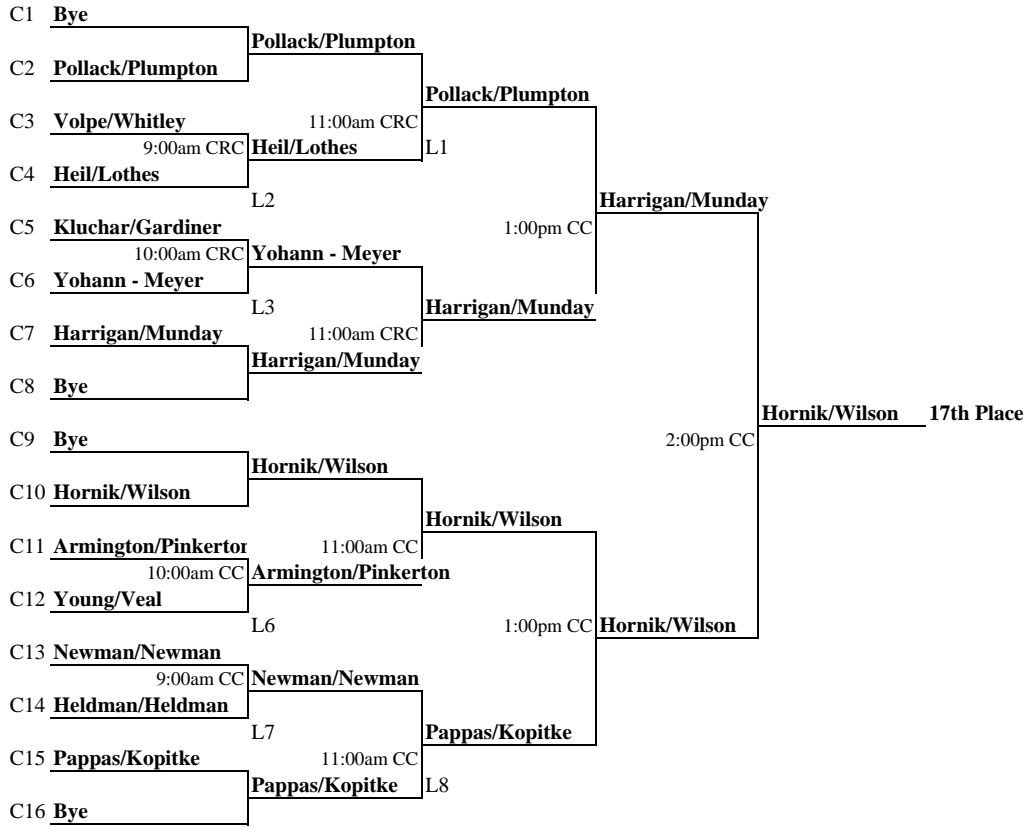 C1 Bye
Pollack/Plumpton
C2 Pollack/Plumpton
Pollack/Plumpton
C3 Volpe/Whitley 11:00am CRC
9:00am CRC Heil/Lothes L1
C4 Heil/Lothes
L2 Harrigan/Munday
C5 Kluchar/Gardiner 1:00pm CC
10:00am CRC Yohann - Meyer
C6 Yohann - Meyer
L3 Harrigan/Munday
C7 Harrigan/Munday 11:00am CRC
Harrigan/Munday
C8 Bye
Hornik/Wilson 17th Place
C9 Bye 2:00pm CC
Hornik/Wilson
C10 Hornik/Wilson
Hornik/Wilson
C11 Armington/Pinkerton 11:00am CC
10:00am CC Armington/Pinkerton
C12 Young/Veal
L6 1:00pm CC Hornik/Wilson
C13 Newman/Newman
9:00am CC Newman/Newman
C14 Heldman/Heldman
L7 Pappas/Kopitke
C15 Pappas/Kopitke 11:00am CC
Pappas/Kopitke L8
C16 Bye